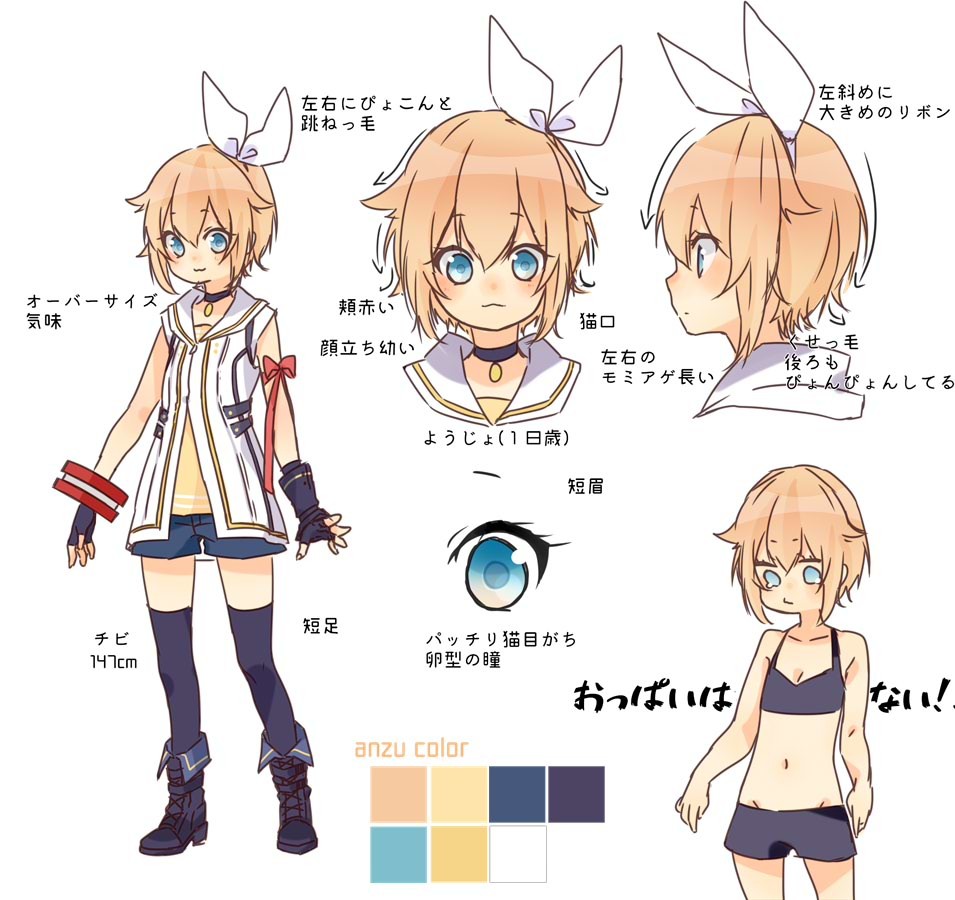 左右にぴょこんと
跳ねっ毛
左斜めに
大きめのリボン
オーバーサイズ
気味
頬赤い
顔立ち幼い
猫口
左右の
モミアゲ長い
くせっ毛
後ろも
ぴょんぴょんしてる
ようじょ(1日歳)
短眉
チビ
147cm
短足
パッチリ猫目がち
卵型の瞳
おっぱいは ない!
anzu color